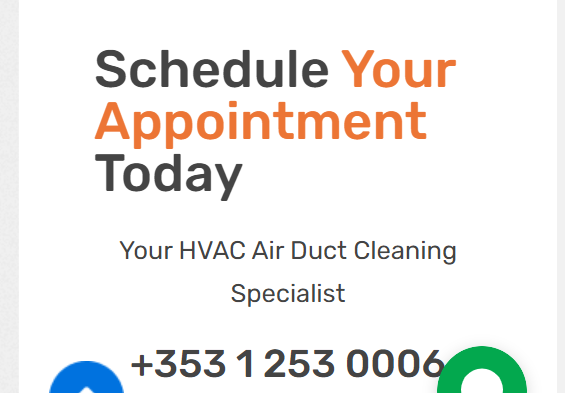 Schedule Your
Appointment
Today
Your HVAC Air Duct Cleaning
Specialist
+353 1 253 0006